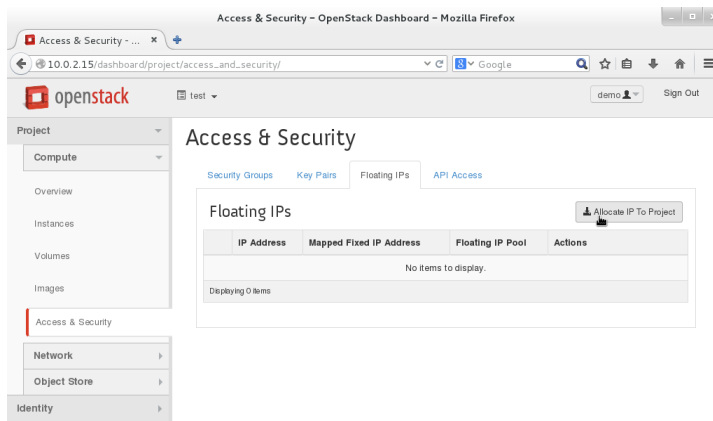 Access & Security - OpenStack Dashboard - Mozilla Firefox
Access & Security - ...
10.0.2.15/dashboard/project/access_and_security/
Google
openstack
test
demo
Sign Out
Project
Compute
Overview
Instances
Volumes
Images
Access & Security
Network
Object Store
Identity
Access & Security
Security Groups
Key Pairs
Floating IPs
API Access
Floating IPs
Allocate IP To Project
IP Address
Mapped Fixed IP Address
Floating IP Pool
Actions
No items to display.
Displaying 0 items